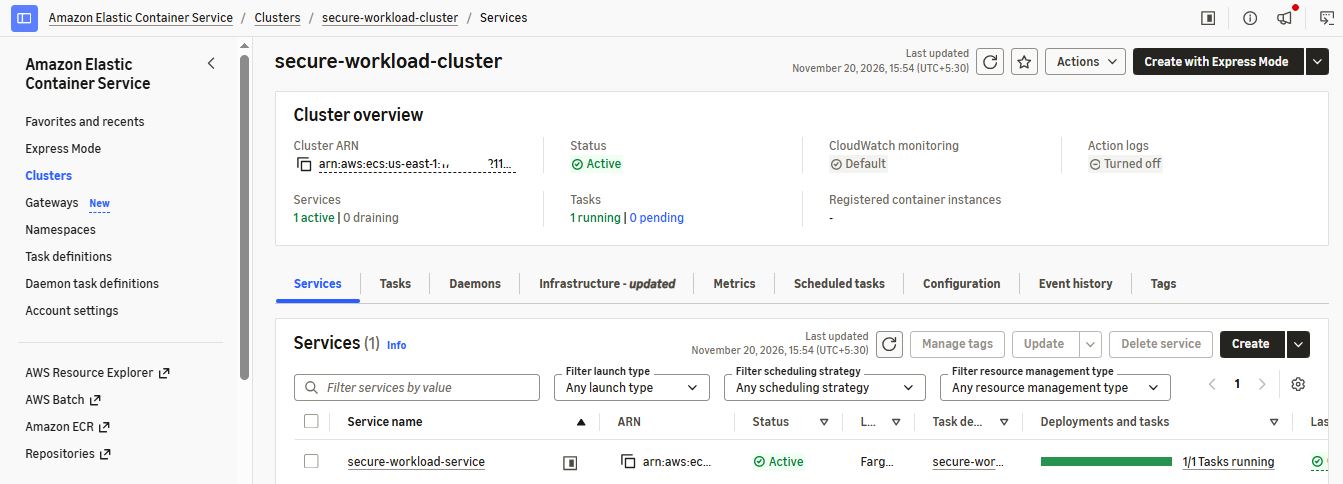 Amazon Elastic Container Service / Clusters / secure-workload-cluster / Services
Amazon Elastic
Container Service
Favorites and recents
Express Mode
Clusters
Gateways New
Namespaces
Task definitions
Daemon task definitions
Account settings
AWS Resource Explorer
AWS Batch
Amazon ECR
Repositories
secure-workload-cluster
Last updated
November 20, 2026, 15:54 (UTC+5:30)
Actions
Create with Express Mode
Cluster overview
Cluster ARN
arn:aws:ecs:us-east-1:
Status
Active
CloudWatch monitoring
Default
Action logs
Turned off
Services
1 active | 0 draining
Tasks
1 running | 0 pending
Registered container instances
-
Services Tasks Daemons Infrastructure - updated Metrics Scheduled tasks Configuration Event history Tags
Services (1) Info
Last updated
November 20, 2026, 15:54 (UTC+5:30)
Manage tags Update Delete service Create
Filter services by value
Filter launch type
Any launch type
Filter scheduling strategy
Any scheduling strategy
Filter resource management type
Any resource management type
1
Service name ARN Status L... Task de... Deployments and tasks Las
secure-workload-service arn:aws:ec... Active Farg... secure-wor... 1/1 Tasks running